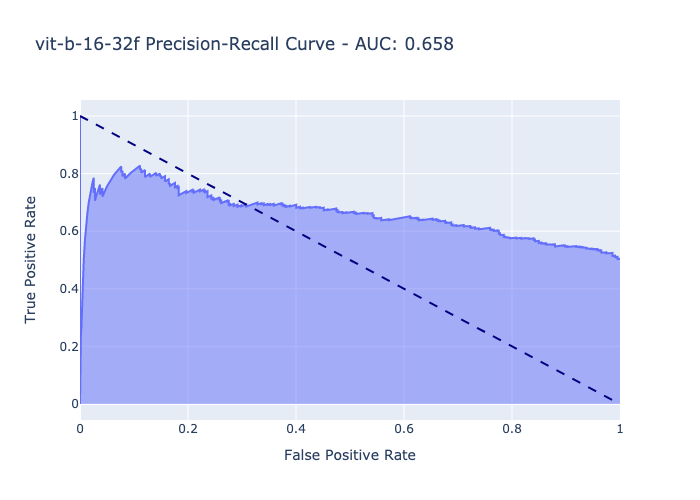 vit-b-16-32f Precision-Recall Curve - AUC: 0.658
True Positive Rate
1
0.8
0.6
0.4
0.2
0
0 0.2 0.4 0.6 0.8 1
False Positive Rate